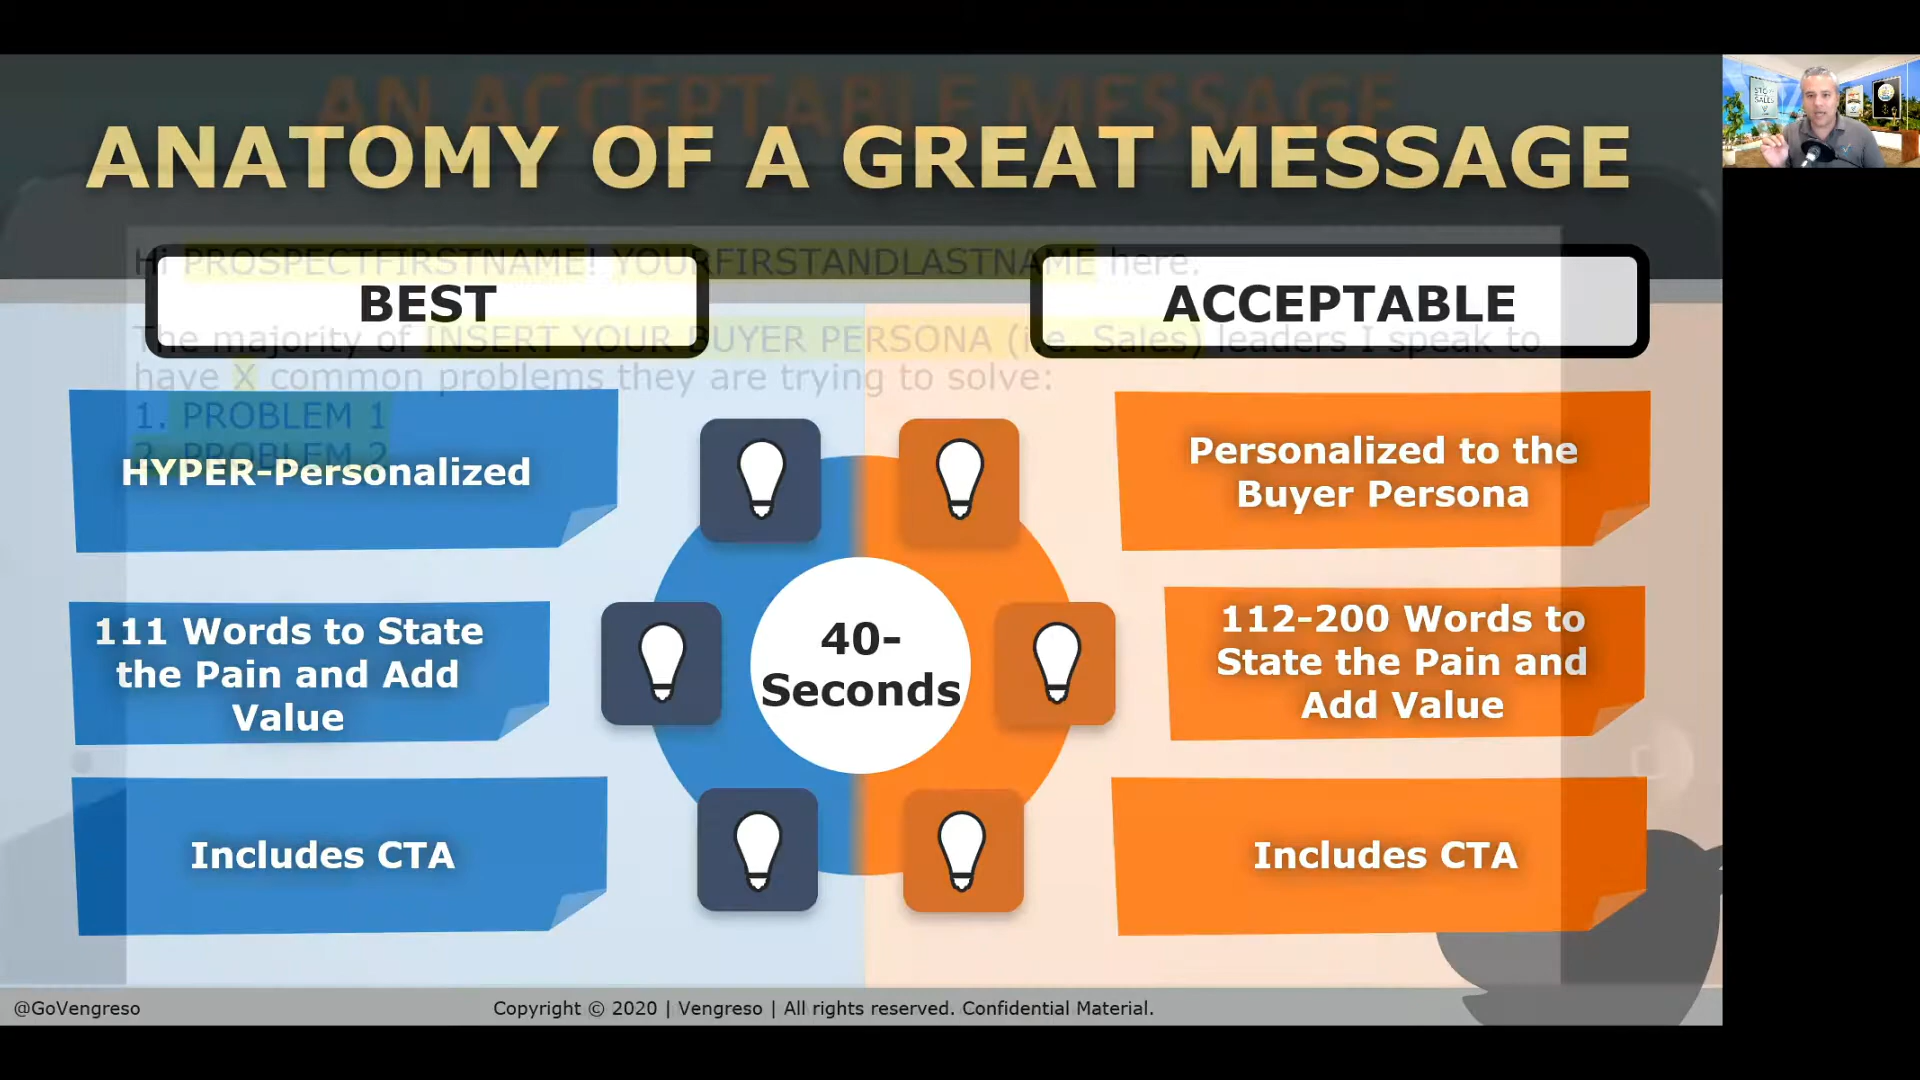 AN ACCEPTABLE MESSAGE
ANATOMY OF A GREAT MESSAGE
Hi PROSPECTFIRSTNAME! YOURFIRSTANDLASTNAME here.
BEST
ACCEPTABLE
The majority of INSERT YOUR BUYER PERSONA (i.e. Sales) leaders I speak to
have X common problems they are trying to solve:
1. PROBLEM 1
2. PROBLEM 2
HYPER-Personalized
Personalized to the
Buyer Persona
111 Words to State
the Pain and Add
Value
40-
Seconds
112-200 Words to
State the Pain and
Add Value
Includes CTA
Includes CTA
@GoVengreso
Copyright © 2020 | Vengreso | All rights reserved. Confidential Material.